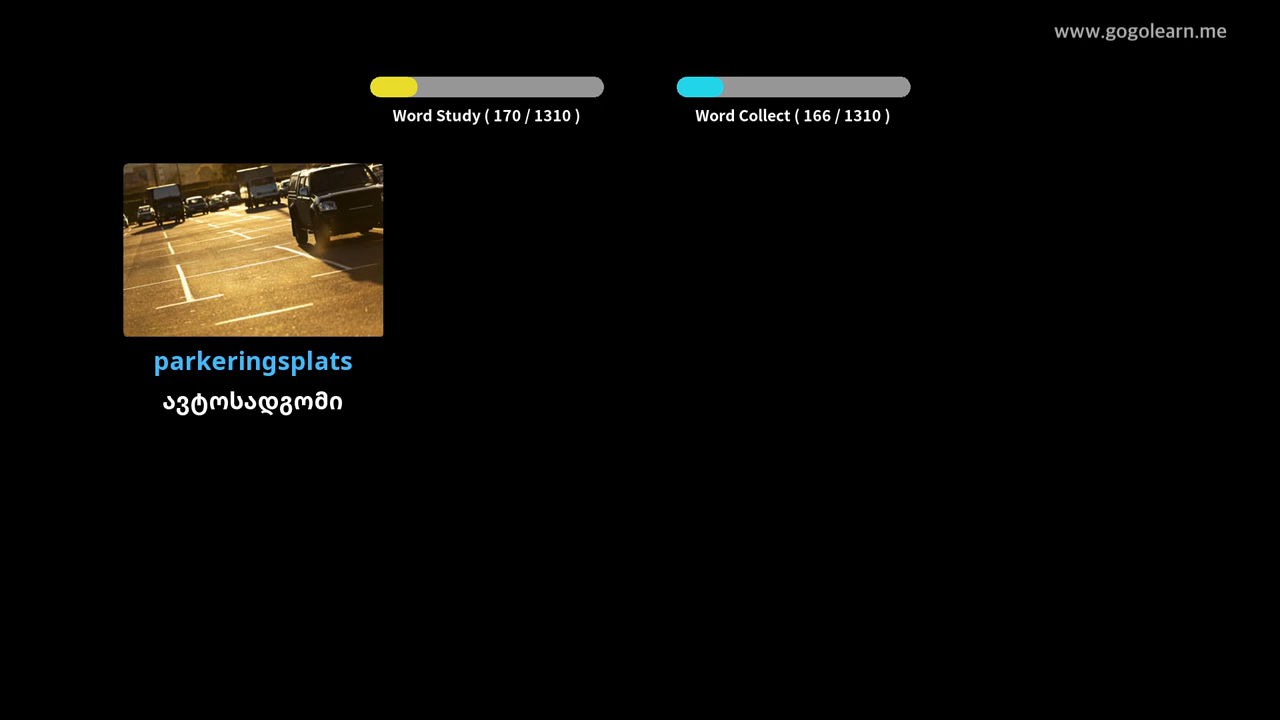 www.gogolearn.me
Word Study ( 170 / 1310 )
Word Collect ( 166 / 1310 )
parkeringsplats
ავტოსადგომი